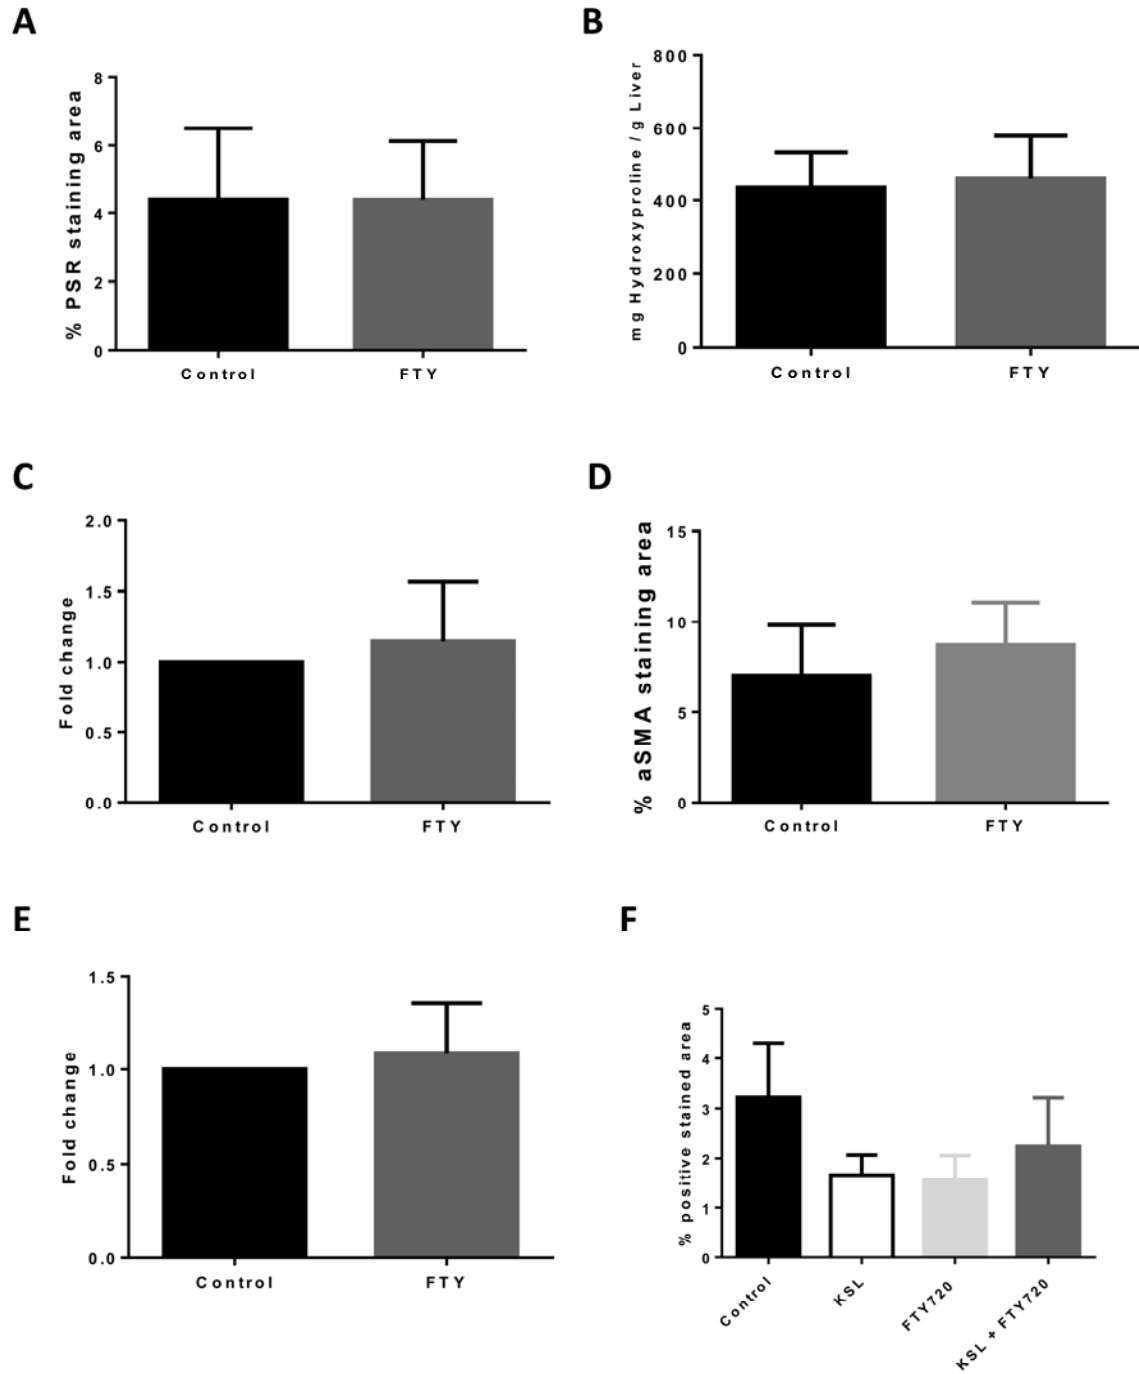 A
% PSR staining area
8
6
4
2
0
Control FTY
B
mg Hydroxyproline / g Liver
800
600
400
200
0
Control FTY
C
Fold change
2.0
1.5
1.0
0.5
0.0
Control FTY
D
% aSMA staining area
15
10
5
0
Control FTY
E
Fold change
1.5
1.0
0.5
0.0
Control FTY
F
% positive stained area
5
4
3
2
1
0
Control
KSL
FTY720
KSL + FTY720